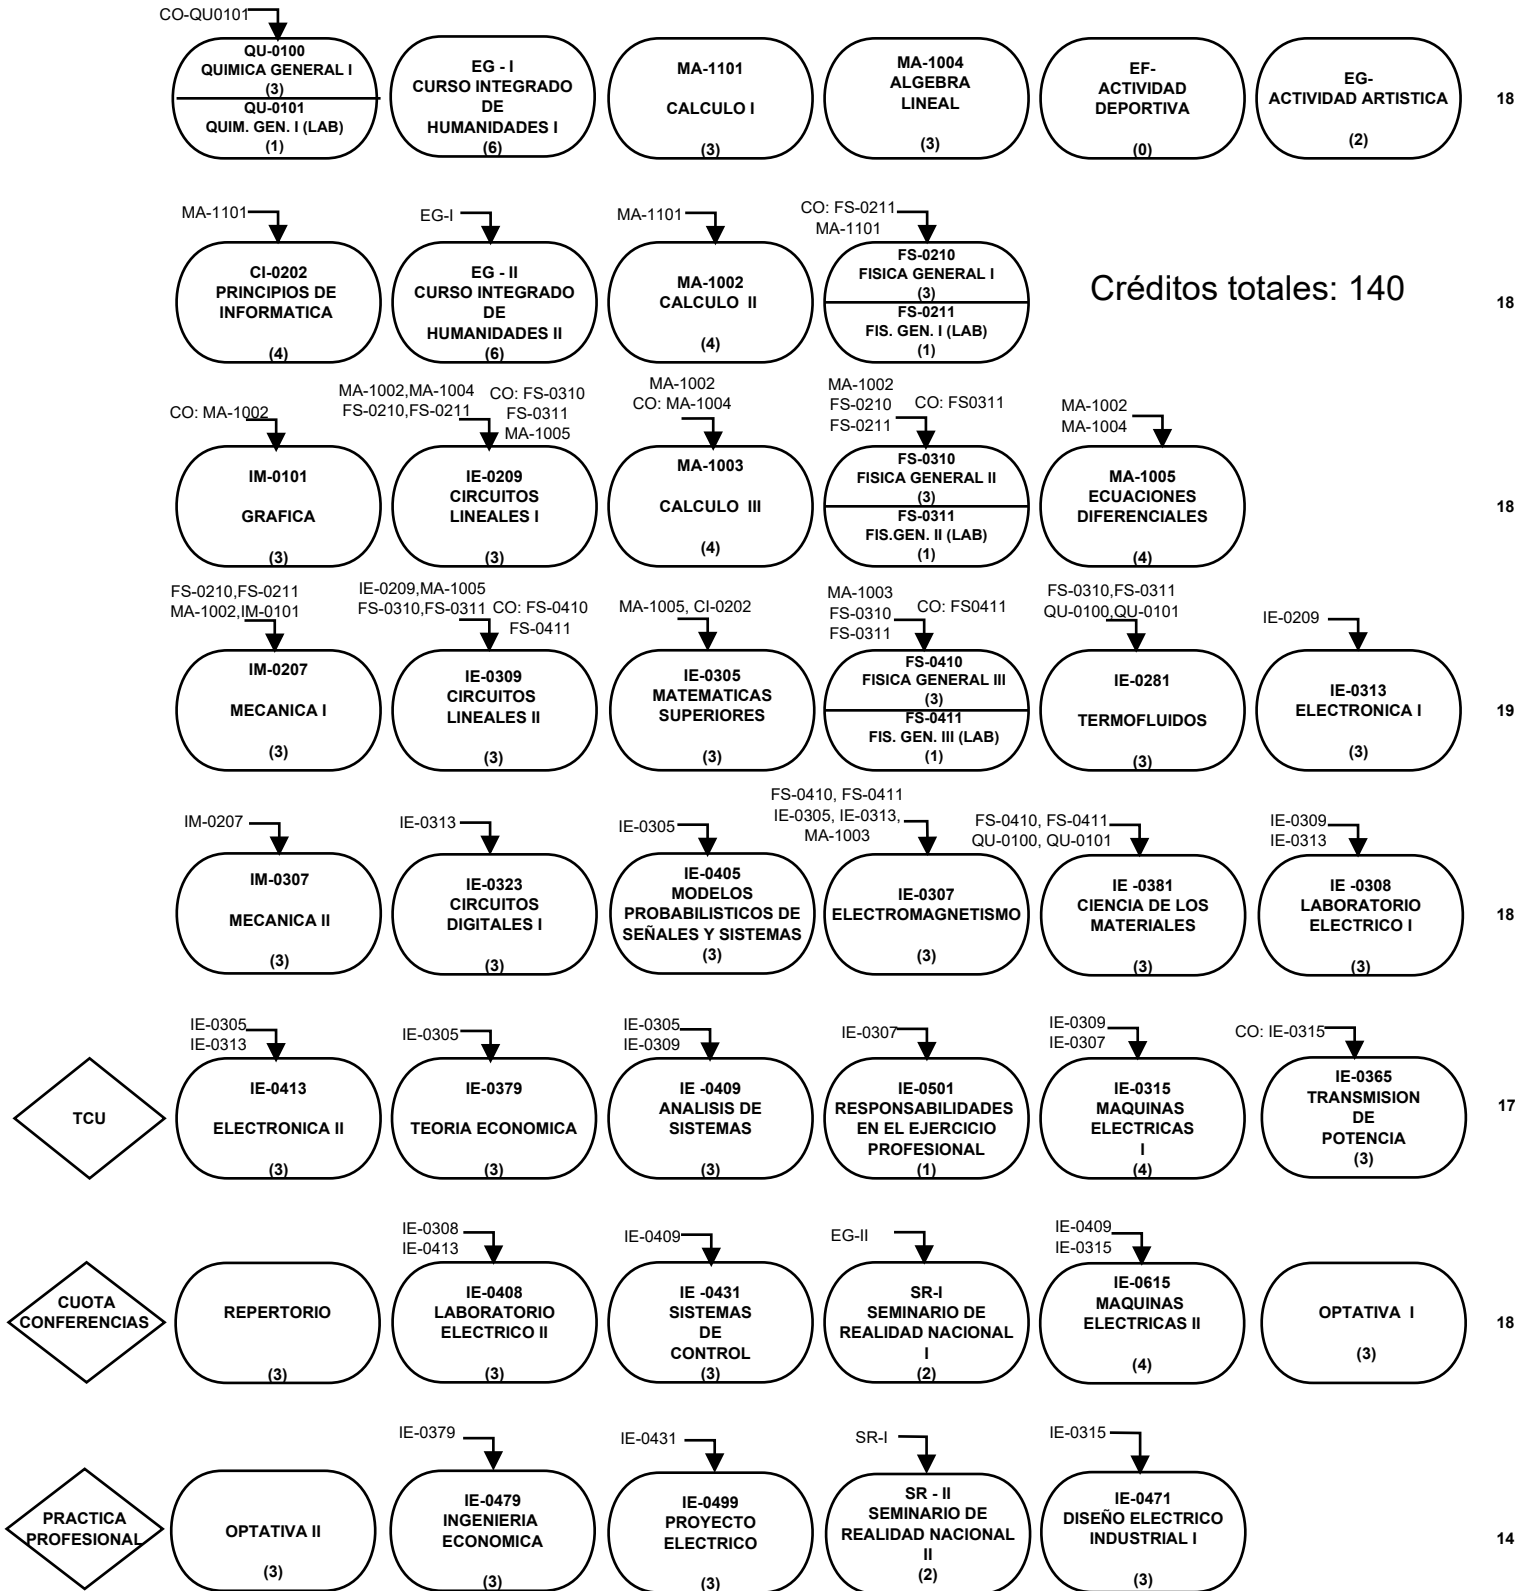 CO-QU0101
QU-0100
QUIMICA GENERAL I
(3)
QU-0101
QUIM. GEN. I (LAB)
(1)
EG - I
CURSO INTEGRADO
DE
HUMANIDADES I
(6)
MA-1101
CALCULO I
(3)
MA-1004
ALGEBRA
LINEAL
(3)
EF-
ACTIVIDAD
DEPORTIVA
(0)
EG-
ACTIVIDAD ARTISTICA
(2)
18
MA-1101
CI-0202
PRINCIPIOS DE
INFORMATICA
(4)
EG-I
EG - II
CURSO INTEGRADO
DE
HUMANIDADES II
(6)
MA-1101
MA-1002
CALCULO II
(4)
CO: FS-0211
MA-1101
FS-0210
FISICA GENERAL I
(3)
FS-0211
FIS. GEN. I (LAB)
(1)
Créditos totales: 140
18
CO: MA-1002
IM-0101
GRAFICA
(3)
MA-1002,MA-1004
FS-0210,FS-0211
CO: FS-0310
FS-0311
MA-1005
IE-0209
CIRCUITOS
LINEALES I
(3)
MA-1002
CO: MA-1004
MA-1003
CALCULO III
(4)
MA-1002
FS-0210
FS-0211
CO: FS0311
FS-0310
FISICA GENERAL II
(3)
FS-0311
FIS.GEN. II (LAB)
(1)
MA-1002
MA-1004
MA-1005
ECUACIONES
DIFERENCIALES
(4)
18
FS-0210,FS-0211
MA-1002,IM-0101
IM-0207
MECANICA I
(3)
IE-0209,MA-1005
FS-0310,FS-0311
CO: FS-0410
FS-0411
IE-0309
CIRCUITOS
LINEALES II
(3)
MA-1005, CI-0202
IE-0305
MATEMATICAS
SUPERIORES
(3)
MA-1003
FS-0310
FS-0311
CO: FS0411
FS-0410
FISICA GENERAL III
(3)
FS-0411
FIS. GEN. III (LAB)
(1)
FS-0310,FS-0311
QU-0100,QU-0101
IE-0281
TERMOFLUIDOS
(3)
IE-0209
IE-0313
ELECTRONICA I
(3)
19
IM-0207
IM-0307
MECANICA II
(3)
IE-0313
IE-0323
CIRCUITOS
DIGITALES I
(3)
IE-0305
IE-0405
MODELOS
PROBABILISTICOS DE
SEÑALES Y SISTEMAS
(3)
FS-0410, FS-0411
IE-0305, IE-0313,
MA-1003
IE-0307
ELECTROMAGNETISMO
(3)
FS-0410, FS-0411
QU-0100, QU-0101
IE -0381
CIENCIA DE LOS
MATERIALES
(3)
IE-0309
IE-0313
IE -0308
LABORATORIO
ELECTRICO I
(3)
18
TCU
IE-0305
IE-0313
IE-0413
ELECTRONICA II
(3)
IE-0305
IE-0379
TEORIA ECONOMICA
(3)
IE-0305
IE-0309
IE -0409
ANALISIS DE
SISTEMAS
(3)
IE-0307
IE-0501
RESPONSABILIDADES
EN EL EJERCICIO
PROFESIONAL
(1)
IE-0309
IE-0307
IE-0315
MAQUINAS
ELECTRICAS
I
(4)
CO: IE-0315
IE-0365
TRANSMISION
DE
POTENCIA
(3)
17
CUOTA
CONFERENCIAS
REPERTORIO
(3)
IE-0308
IE-0413
IE-0408
LABORATORIO
ELECTRICO II
(3)
IE-0409
IE -0431
SISTEMAS
DE
CONTROL
(3)
EG-II
SR-I
SEMINARIO DE
REALIDAD NACIONAL
I
(2)
IE-0409
IE-0315
IE-0615
MAQUINAS
ELECTRICAS II
(4)
OPTATIVA I
(3)
18
PRACTICA
PROFESIONAL
OPTATIVA II
(3)
IE-0379
IE-0479
INGENIERIA
ECONOMICA
(3)
IE-0431
IE-0499
PROYECTO
ELECTRICO
(3)
SR-I
SR - II
SEMINARIO DE
REALIDAD NACIONAL
II
(2)
IE-0315
IE-0471
DISEÑO ELECTRICO
INDUSTRIAL I
(3)
14